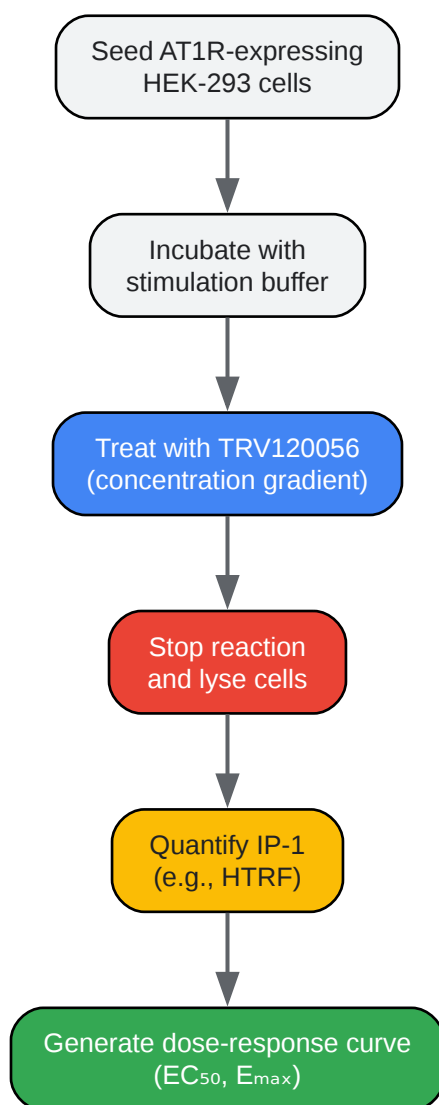 Seed AT1R-expressing
HEK-293 cells
Incubate with
stimulation buffer
Treat with TRV120056
(concentration gradient)
Stop reaction
and lyse cells
Quantify IP-1
(e.g., HTRF)
Generate dose-response curve
(EC₅₀, Eₘₐₓ)